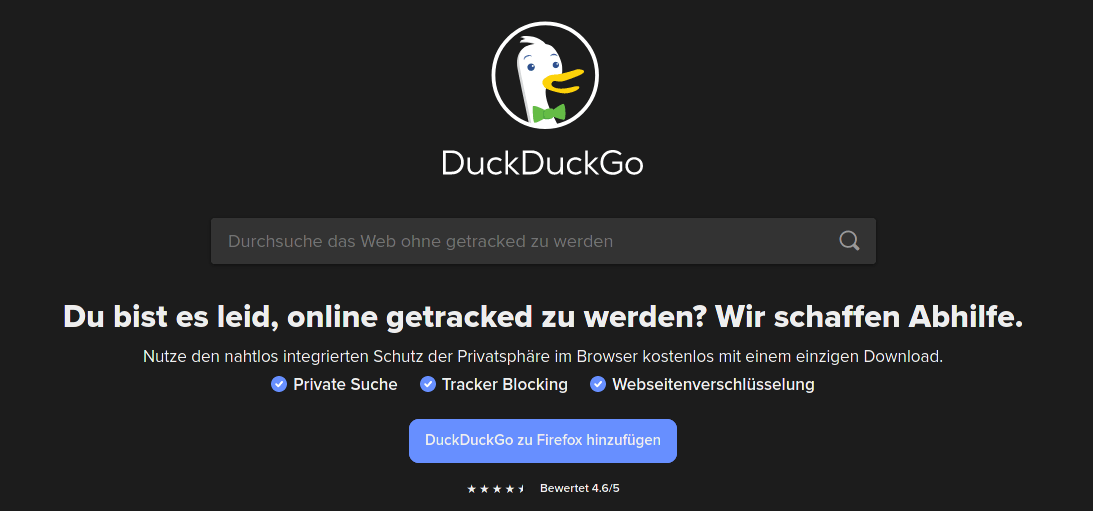 DuckDuckGo
Durchsuche das Web ohne getracked zu werden
Du bist es leid, online getracked zu werden? Wir schaffen Abhilfe.
Nutze den nahtlos integrierten Schutz der Privatsphäre im Browser kostenlos mit einem einzigen Download.
Private Suche Tracker Blocking Webseitenverschlüsselung
DuckDuckGo zu Firefox hinzufügen
Bewertet 4.6/5